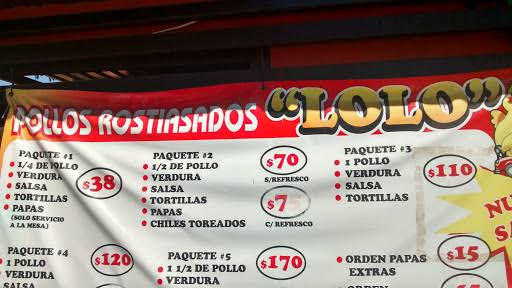 POLLOS ROSTIASADOS "LOLO"
PAQUETE #1
• 1/4 DE POLLO
• VERDURA
• SALSA
• TORTILLAS
• PAPAS
(SOLO SERVICIO
A LA MESA)
$38
PAQUETE #2
• 1/2 DE POLLO
• VERDURA
• SALSA
• TORTILLAS
• PAPAS
• CHILES TOREADOS
$70
S/REFRESCO
$75
C/ REFRESCO
PAQUETE #3
• 1 POLLO
• VERDURA
• SALSA
• TORTILLAS
$110
PAQUETE #4
• 1 POLLO
VERDURA
SALSA
$120
PAQUETE #5
• 1 1/2 DE POLLO
• VERDURA
$170
• ORDEN PAPAS
EXTRAS
$15